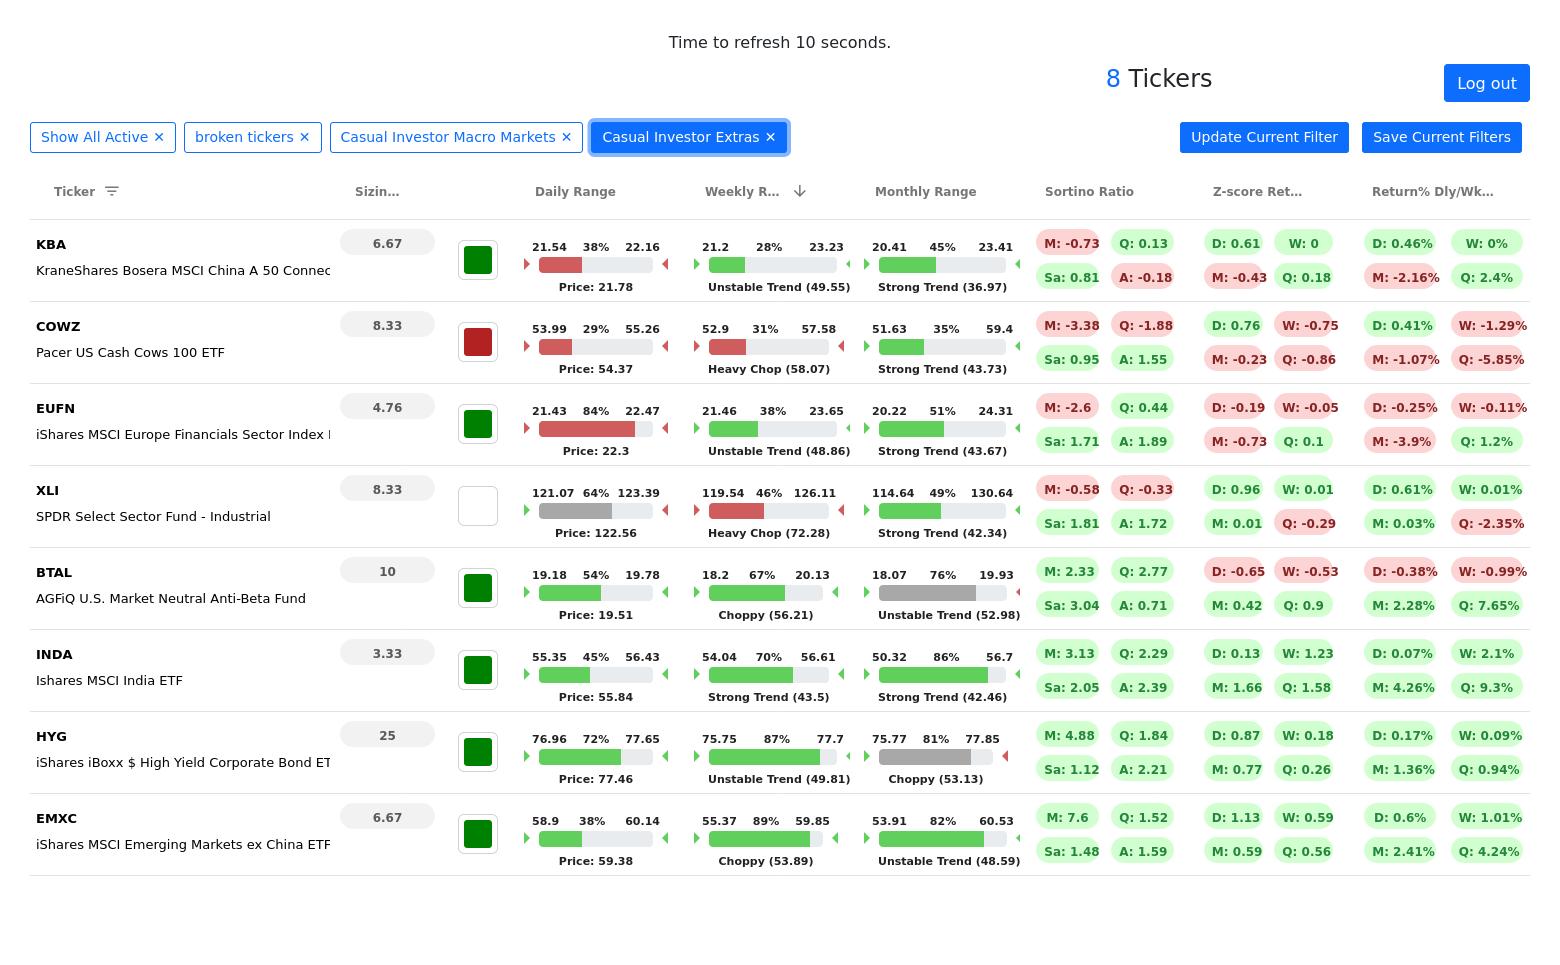 Time to refresh 10 seconds.
8 Tickers
Log out
Show All Active ✕ broken tickers ✕ Casual Investor Macro Markets ✕ Casual Investor Extras ✕ Update Current Filter Save Current Filters
Ticker Sizin... Daily Range Weekly R... Monthly Range Sortino Ratio Z-score Ret... Return% Dly/Wk...
KBA 6.67 21.54 38% 22.16 21.2 28% 23.23 20.41 45% 23.41 M: -0.73 Q: 0.13 D: 0.61 W: 0 D: 0.46% W: 0%
KraneShares Bosera MSCI China A 50 Connec Price: 21.78 Unstable Trend (49.55) Strong Trend (36.97) Sa: 0.81 A: -0.18 M: -0.43 Q: 0.18 M: -2.16% Q: 2.4%
COWZ 8.33 53.99 29% 55.26 52.9 31% 57.58 51.63 35% 59.4 M: -3.38 Q: -1.88 D: 0.76 W: -0.75 D: 0.41% W: -1.29%
Pacer US Cash Cows 100 ETF Price: 54.37 Heavy Chop (58.07) Strong Trend (43.73) Sa: 0.95 A: 1.55 M: -0.23 Q: -0.86 M: -1.07% Q: -5.85%
EUFN 4.76 21.43 84% 22.47 21.46 38% 23.65 20.22 51% 24.31 M: -2.6 Q: 0.44 D: -0.19 W: -0.05 D: -0.25% W: -0.11%
iShares MSCI Europe Financials Sector Index Price: 22.3 Unstable Trend (48.86) Strong Trend (43.67) Sa: 1.71 A: 1.89 M: -0.73 Q: 0.1 M: -3.9% Q: 1.2%
XLI 8.33 121.07 64% 123.39 119.54 46% 126.11 114.64 49% 130.64 M: -0.58 Q: -0.33 D: 0.96 W: 0.01 D: 0.61% W: 0.01%
SPDR Select Sector Fund - Industrial Price: 122.56 Heavy Chop (72.28) Strong Trend (42.34) Sa: 1.81 A: 1.72 M: 0.01 Q: -0.29 M: 0.03% Q: -2.35%
BTAL 10 19.18 54% 19.78 18.2 67% 20.13 18.07 76% 19.93 M: 2.33 Q: 2.77 D: -0.65 W: -0.53 D: -0.38% W: -0.99%
AGFiQ U.S. Market Neutral Anti-Beta Fund Price: 19.51 Choppy (56.21) Unstable Trend (52.98) Sa: 3.04 A: 0.71 M: 0.42 Q: 0.9 M: 2.28% Q: 7.65%
INDA 3.33 55.35 45% 56.43 54.04 70% 56.61 50.32 86% 56.7 M: 3.13 Q: 2.29 D: 0.13 W: 1.23 D: 0.07% W: 2.1%
Ishares MSCI India ETF Price: 55.84 Strong Trend (43.5) Strong Trend (42.46) Sa: 2.05 A: 2.39 M: 1.66 Q: 1.58 M: 4.26% Q: 9.3%
HYG 25 76.96 72% 77.65 75.75 87% 77.7 75.77 81% 77.85 M: 4.88 Q: 1.84 D: 0.87 W: 0.18 D: 0.17% W: 0.09%
iShares iBoxx $ High Yield Corporate Bond ET Price: 77.46 Unstable Trend (49.81) Choppy (53.13) Sa: 1.12 A: 2.21 M: 0.77 Q: 0.26 M: 1.36% Q: 0.94%
EMXC 6.67 58.9 38% 60.14 55.37 89% 59.85 53.91 82% 60.53 M: 7.6 Q: 1.52 D: 1.13 W: 0.59 D: 0.6% W: 1.01%
iShares MSCI Emerging Markets ex China ETF Price: 59.38 Choppy (53.89) Unstable Trend (48.59) Sa: 1.48 A: 1.59 M: 0.59 Q: 0.56 M: 2.41% Q: 4.24%